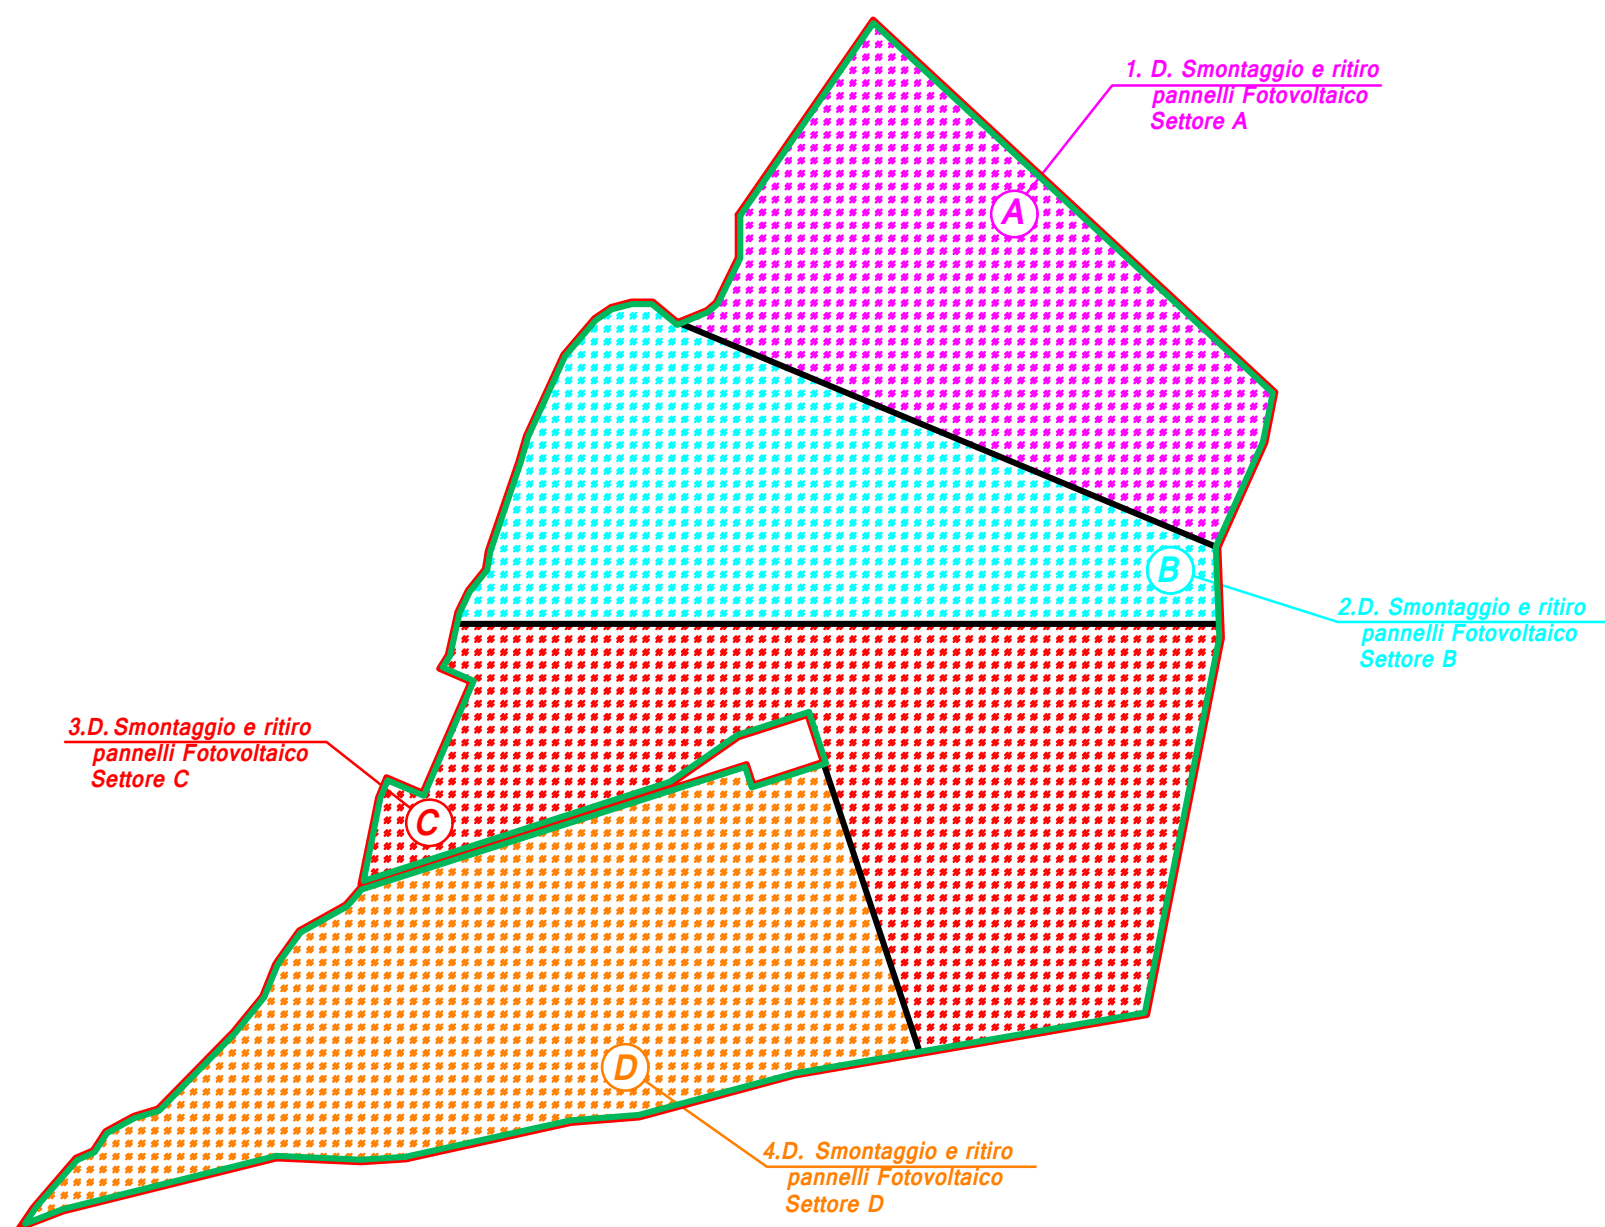 1. D. Smontaggio e ritiro
pannelli Fotovoltaico
Settore A
A
B
2.D. Smontaggio e ritiro
pannelli Fotovoltaico
Settore B
3.D. Smontaggio e ritiro
pannelli Fotovoltaico
Settore C
C
D
4.D. Smontaggio e ritiro
pannelli Fotovoltaico
Settore D